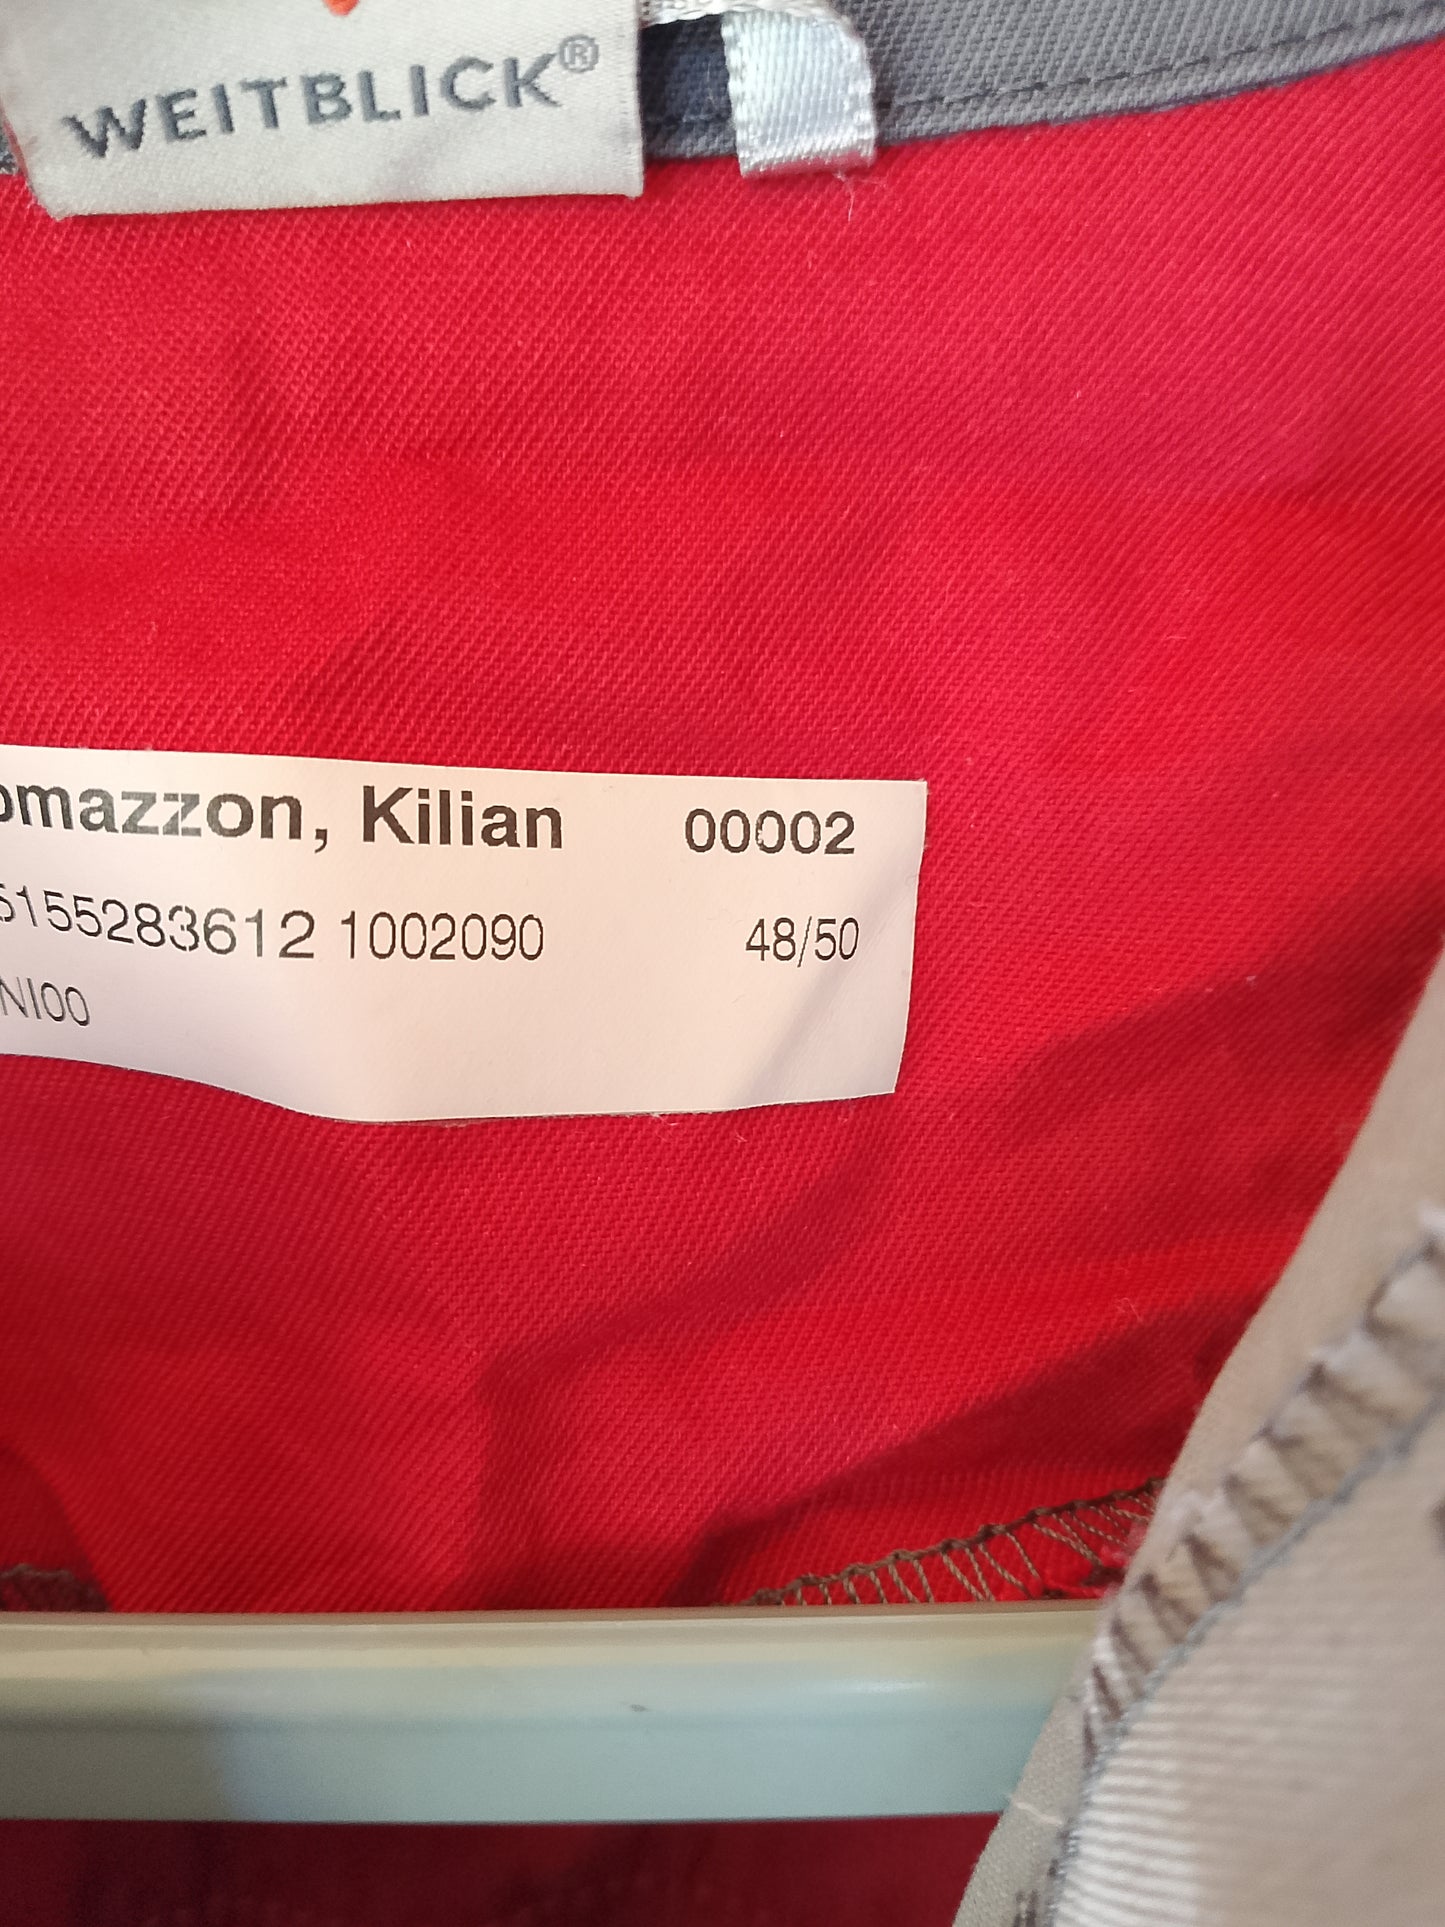 WEITBLICK®
omazzon, Kilian 00002
5155283612 1002090 48/50
NI00